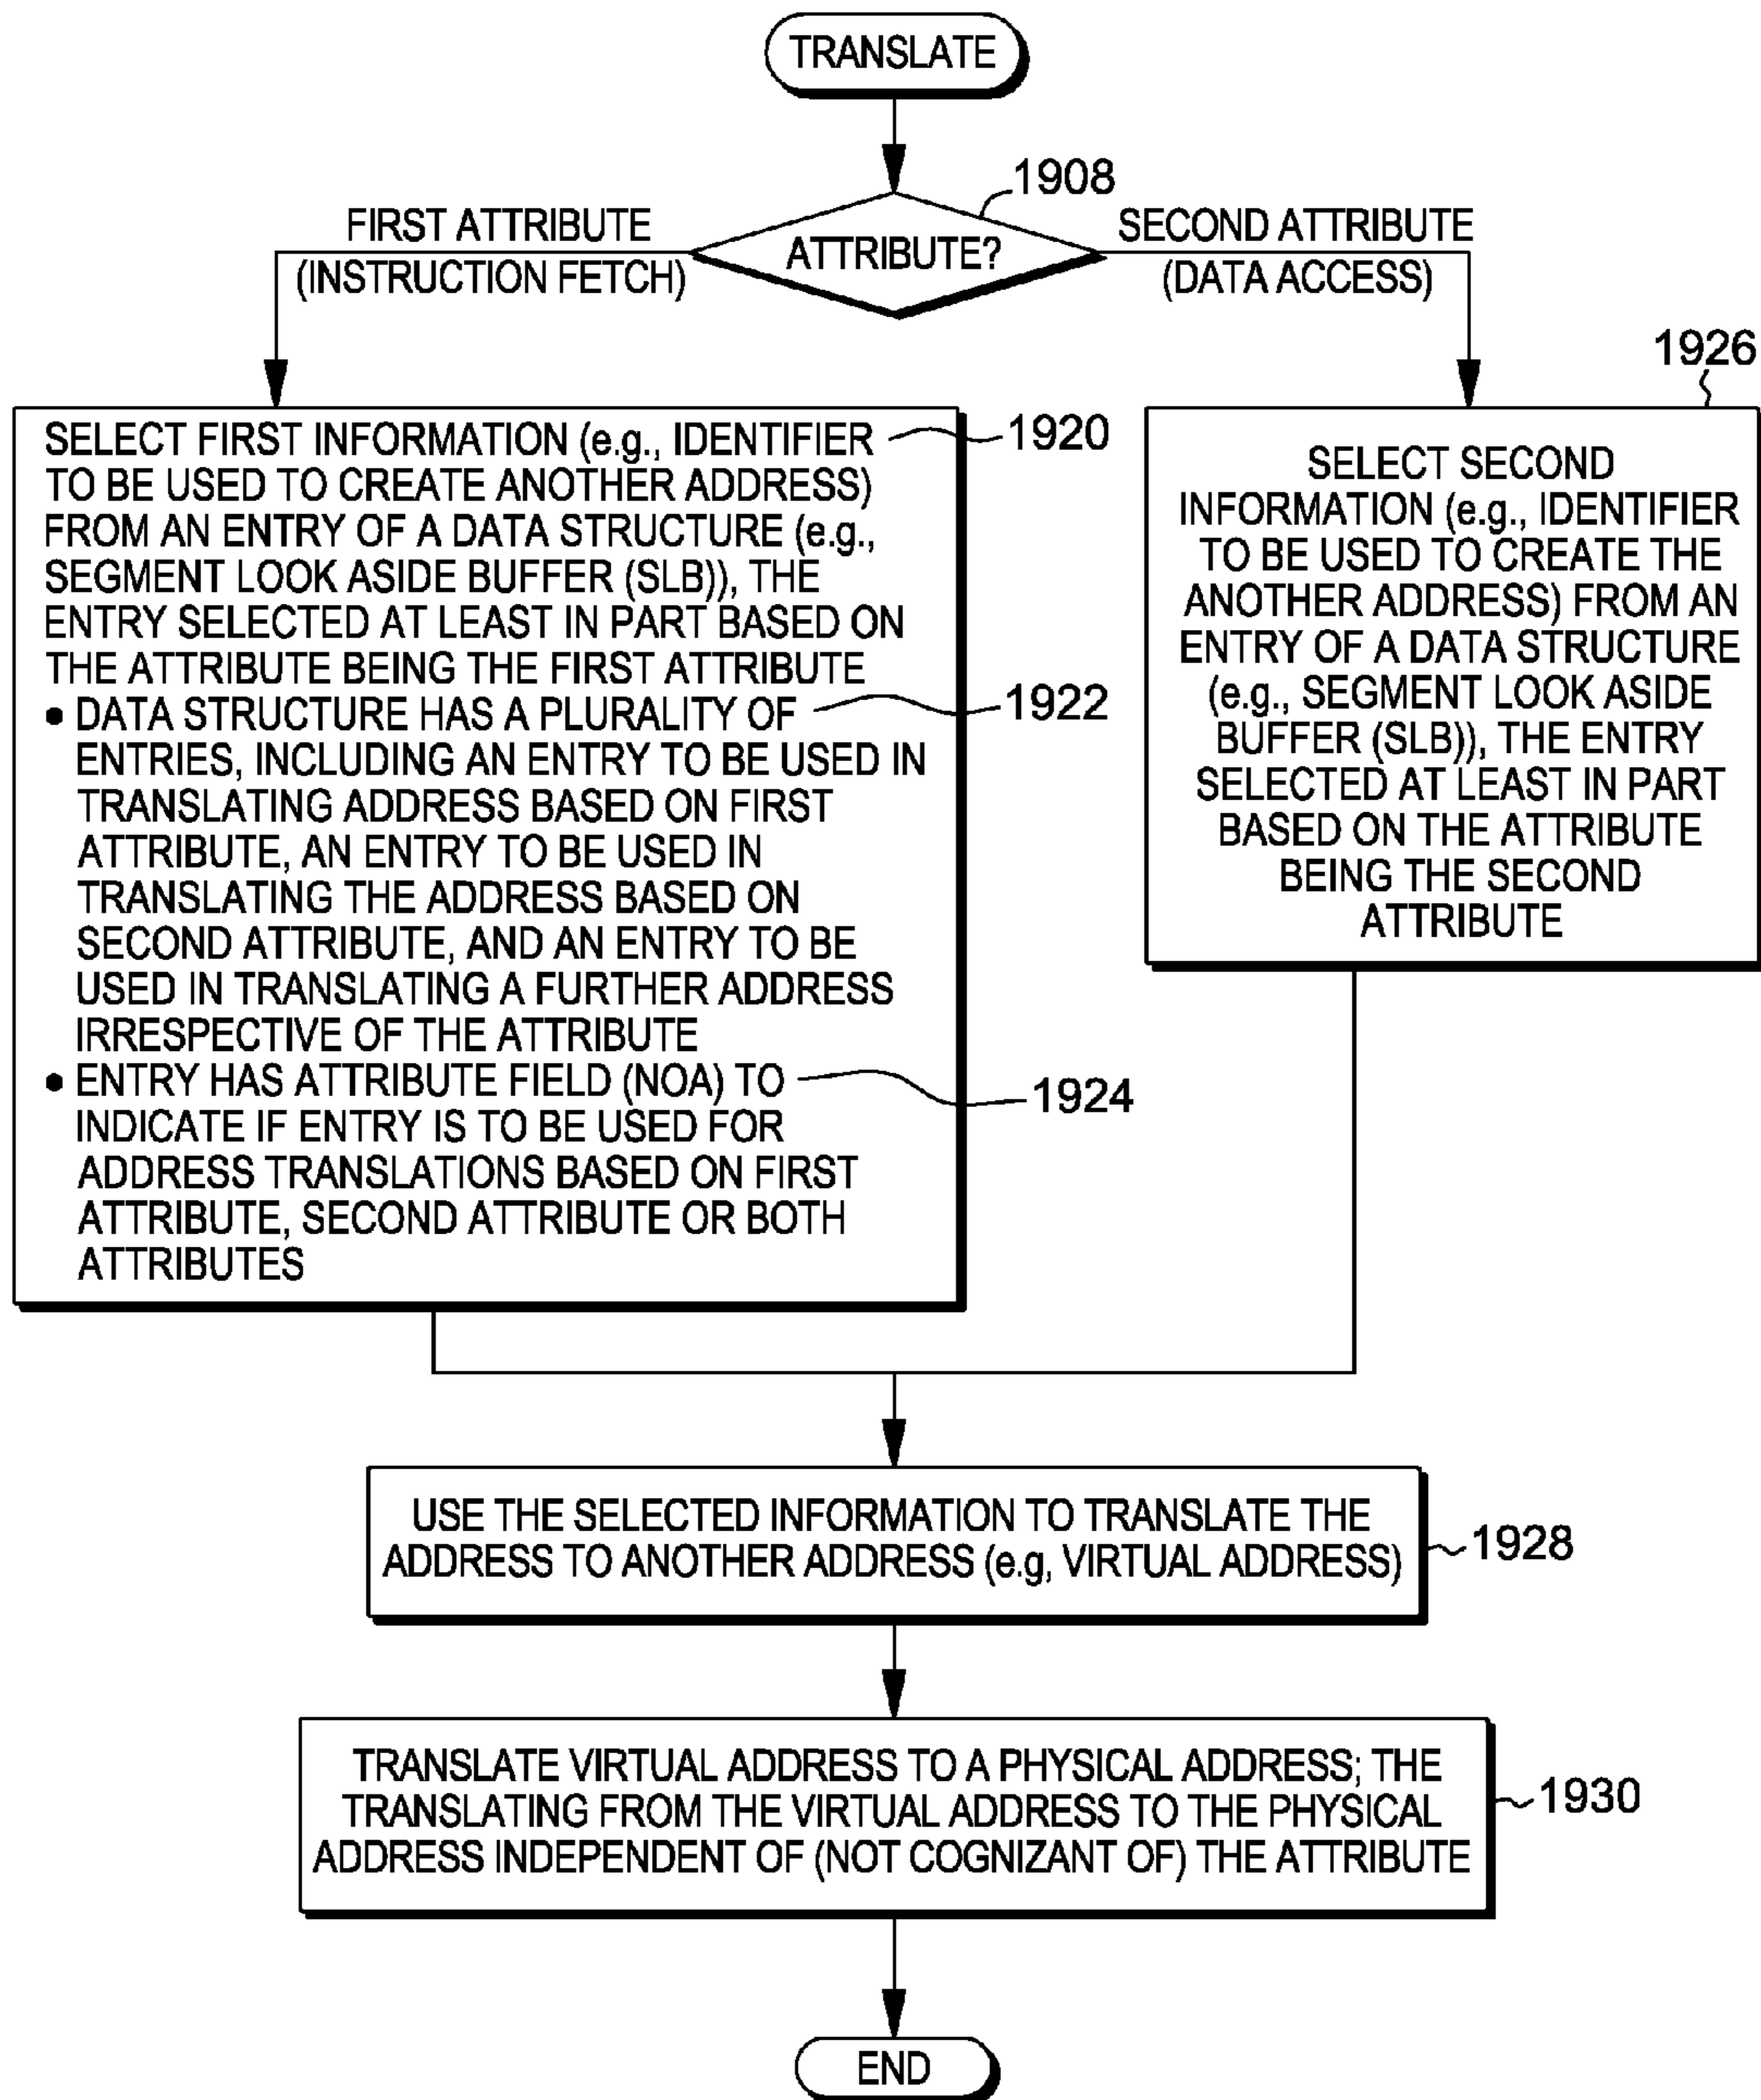 TRANSLATE
1908
ATTRIBUTE?
FIRST ATTRIBUTE
(INSTRUCTION FETCH)
SECOND ATTRIBUTE
(DATA ACCESS)
SELECT FIRST INFORMATION (e.g., IDENTIFIER
TO BE USED TO CREATE ANOTHER ADDRESS)
FROM AN ENTRY OF A DATA STRUCTURE (e.g.,
SEGMENT LOOK ASIDE BUFFER (SLB)), THE
ENTRY SELECTED AT LEAST IN PART BASED ON
THE ATTRIBUTE BEING THE FIRST ATTRIBUTE
1920
• DATA STRUCTURE HAS A PLURALITY OF
ENTRIES, INCLUDING AN ENTRY TO BE USED IN
TRANSLATING ADDRESS BASED ON FIRST
ATTRIBUTE, AN ENTRY TO BE USED IN
TRANSLATING THE ADDRESS BASED ON
SECOND ATTRIBUTE, AND AN ENTRY TO BE
USED IN TRANSLATING A FURTHER ADDRESS
IRRESPECTIVE OF THE ATTRIBUTE
1922
• ENTRY HAS ATTRIBUTE FIELD (NOA) TO
INDICATE IF ENTRY IS TO BE USED FOR
ADDRESS TRANSLATIONS BASED ON FIRST
ATTRIBUTE, SECOND ATTRIBUTE OR BOTH
ATTRIBUTES
1924
1926
SELECT SECOND
INFORMATION (e.g., IDENTIFIER
TO BE USED TO CREATE THE
ANOTHER ADDRESS) FROM AN
ENTRY OF A DATA STRUCTURE
(e.g., SEGMENT LOOK ASIDE
BUFFER (SLB)), THE ENTRY
SELECTED AT LEAST IN PART
BASED ON THE ATTRIBUTE
BEING THE SECOND
ATTRIBUTE
USE THE SELECTED INFORMATION TO TRANSLATE THE
ADDRESS TO ANOTHER ADDRESS (e.g, VIRTUAL ADDRESS)
1928
TRANSLATE VIRTUAL ADDRESS TO A PHYSICAL ADDRESS; THE
TRANSLATING FROM THE VIRTUAL ADDRESS TO THE PHYSICAL
ADDRESS INDEPENDENT OF (NOT COGNIZANT OF) THE ATTRIBUTE
1930
END